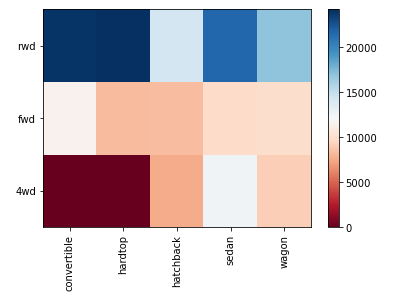 rwd
fwd
4wd
convertible
hardtop
hatchback
sedan
wagon
20000
15000
10000
5000
0